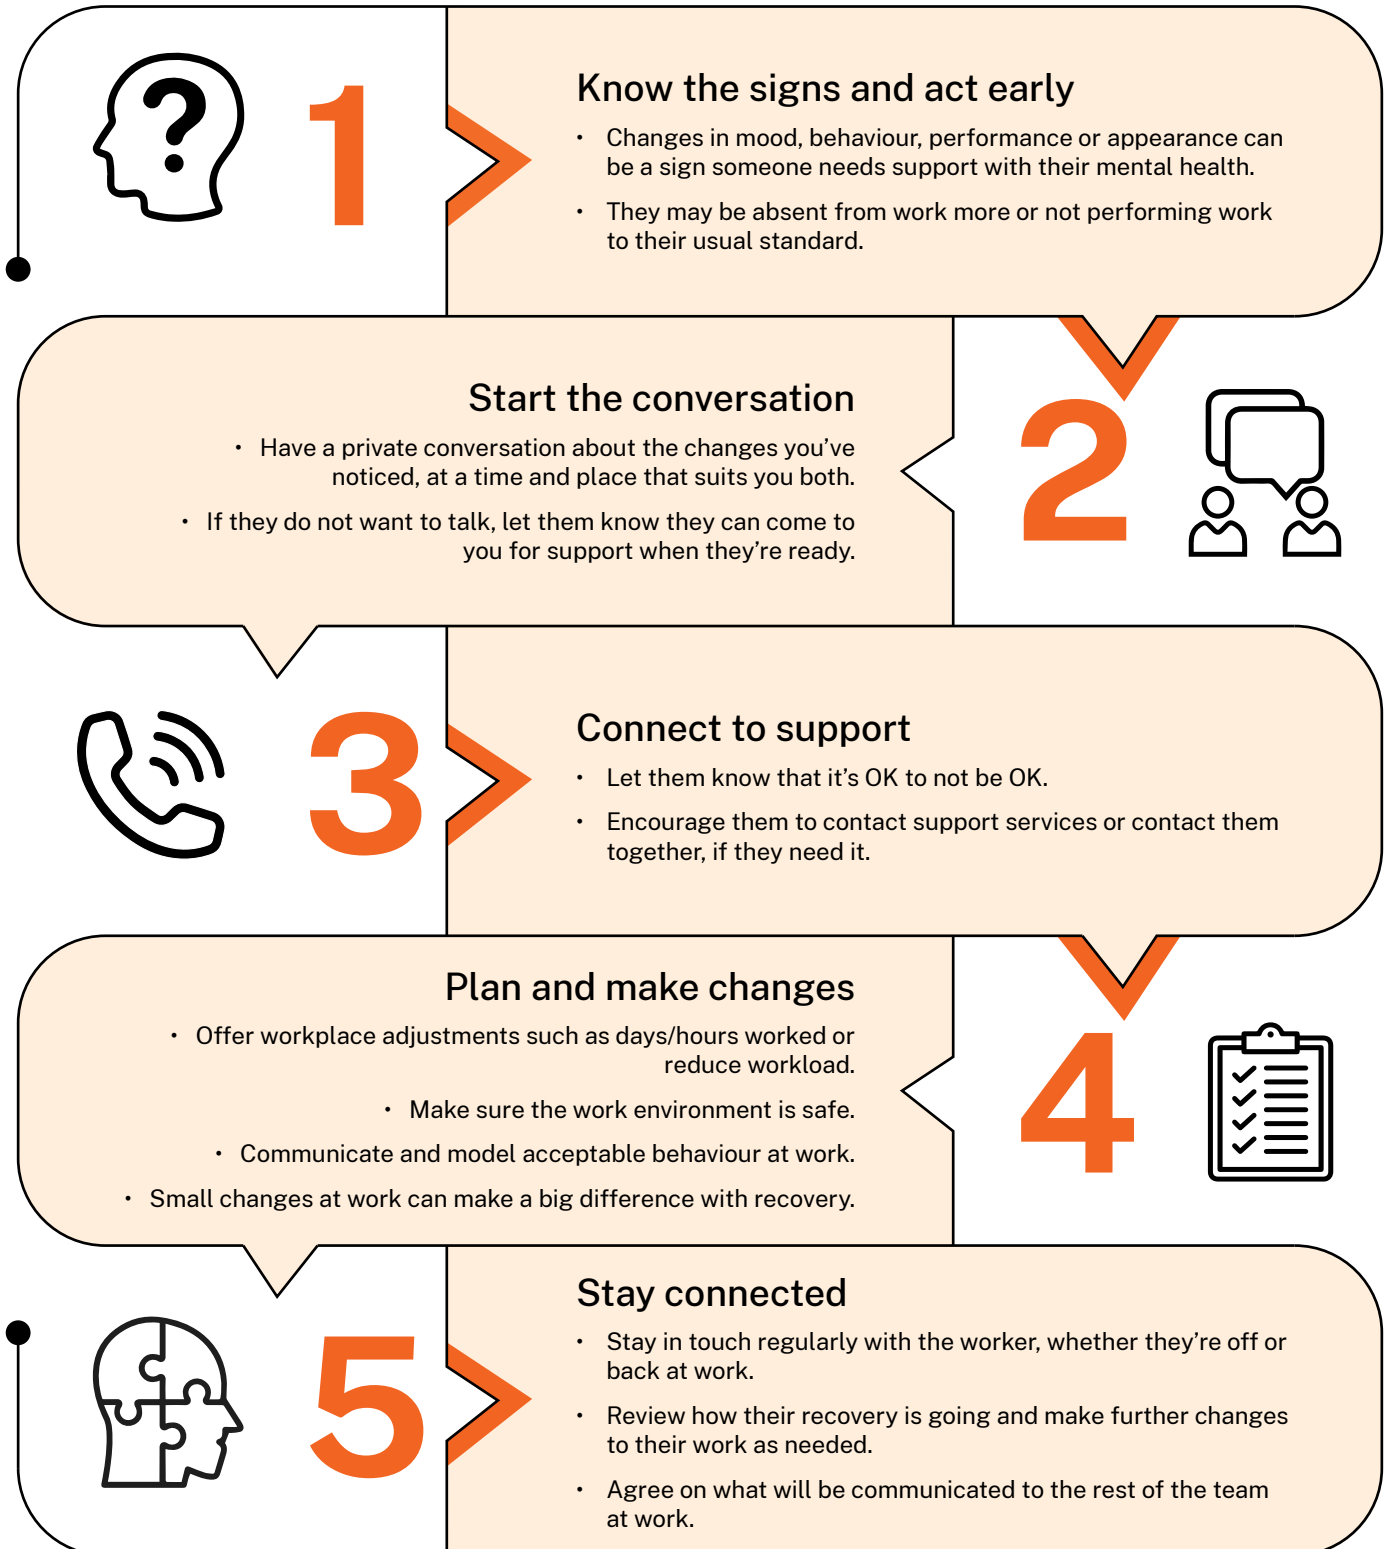 1
Know the signs and act early
• Changes in mood, behaviour, performance or appearance can
be a sign someone needs support with their mental health.
• They may be absent from work more or not performing work
to their usual standard.
2
Start the conversation
• Have a private conversation about the changes you’ve
noticed, at a time and place that suits you both.
• If they do not want to talk, let them know they can come to
you for support when they’re ready.
3
Connect to support
• Let them know that it’s OK to not be OK.
• Encourage them to contact support services or contact them
together, if they need it.
4
Plan and make changes
• Offer workplace adjustments such as days/hours worked or
reduce workload.
• Make sure the work environment is safe.
• Communicate and model acceptable behaviour at work.
• Small changes at work can make a big difference with recovery.
5
Stay connected
• Stay in touch regularly with the worker, whether they’re off or
back at work.
• Review how their recovery is going and make further changes
to their work as needed.
• Agree on what will be communicated to the rest of the team
at work.